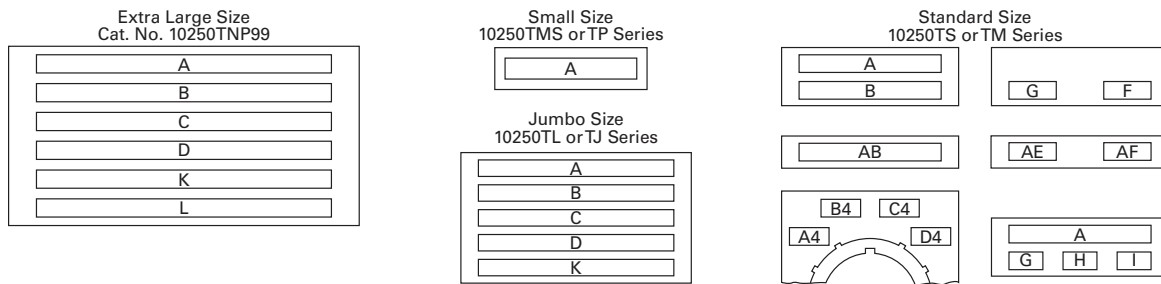 Extra Large Size
Cat. No. 10250TNP99
A
B
C
D
K
L
Small Size
10250TMS or TP Series
A
Jumbo Size
10250TL or TJ Series
A
B
C
D
K
Standard Size
10250TS or TM Series
A
B
G F
AB
AE AF
B4 C4
A4 D4
A
G H I